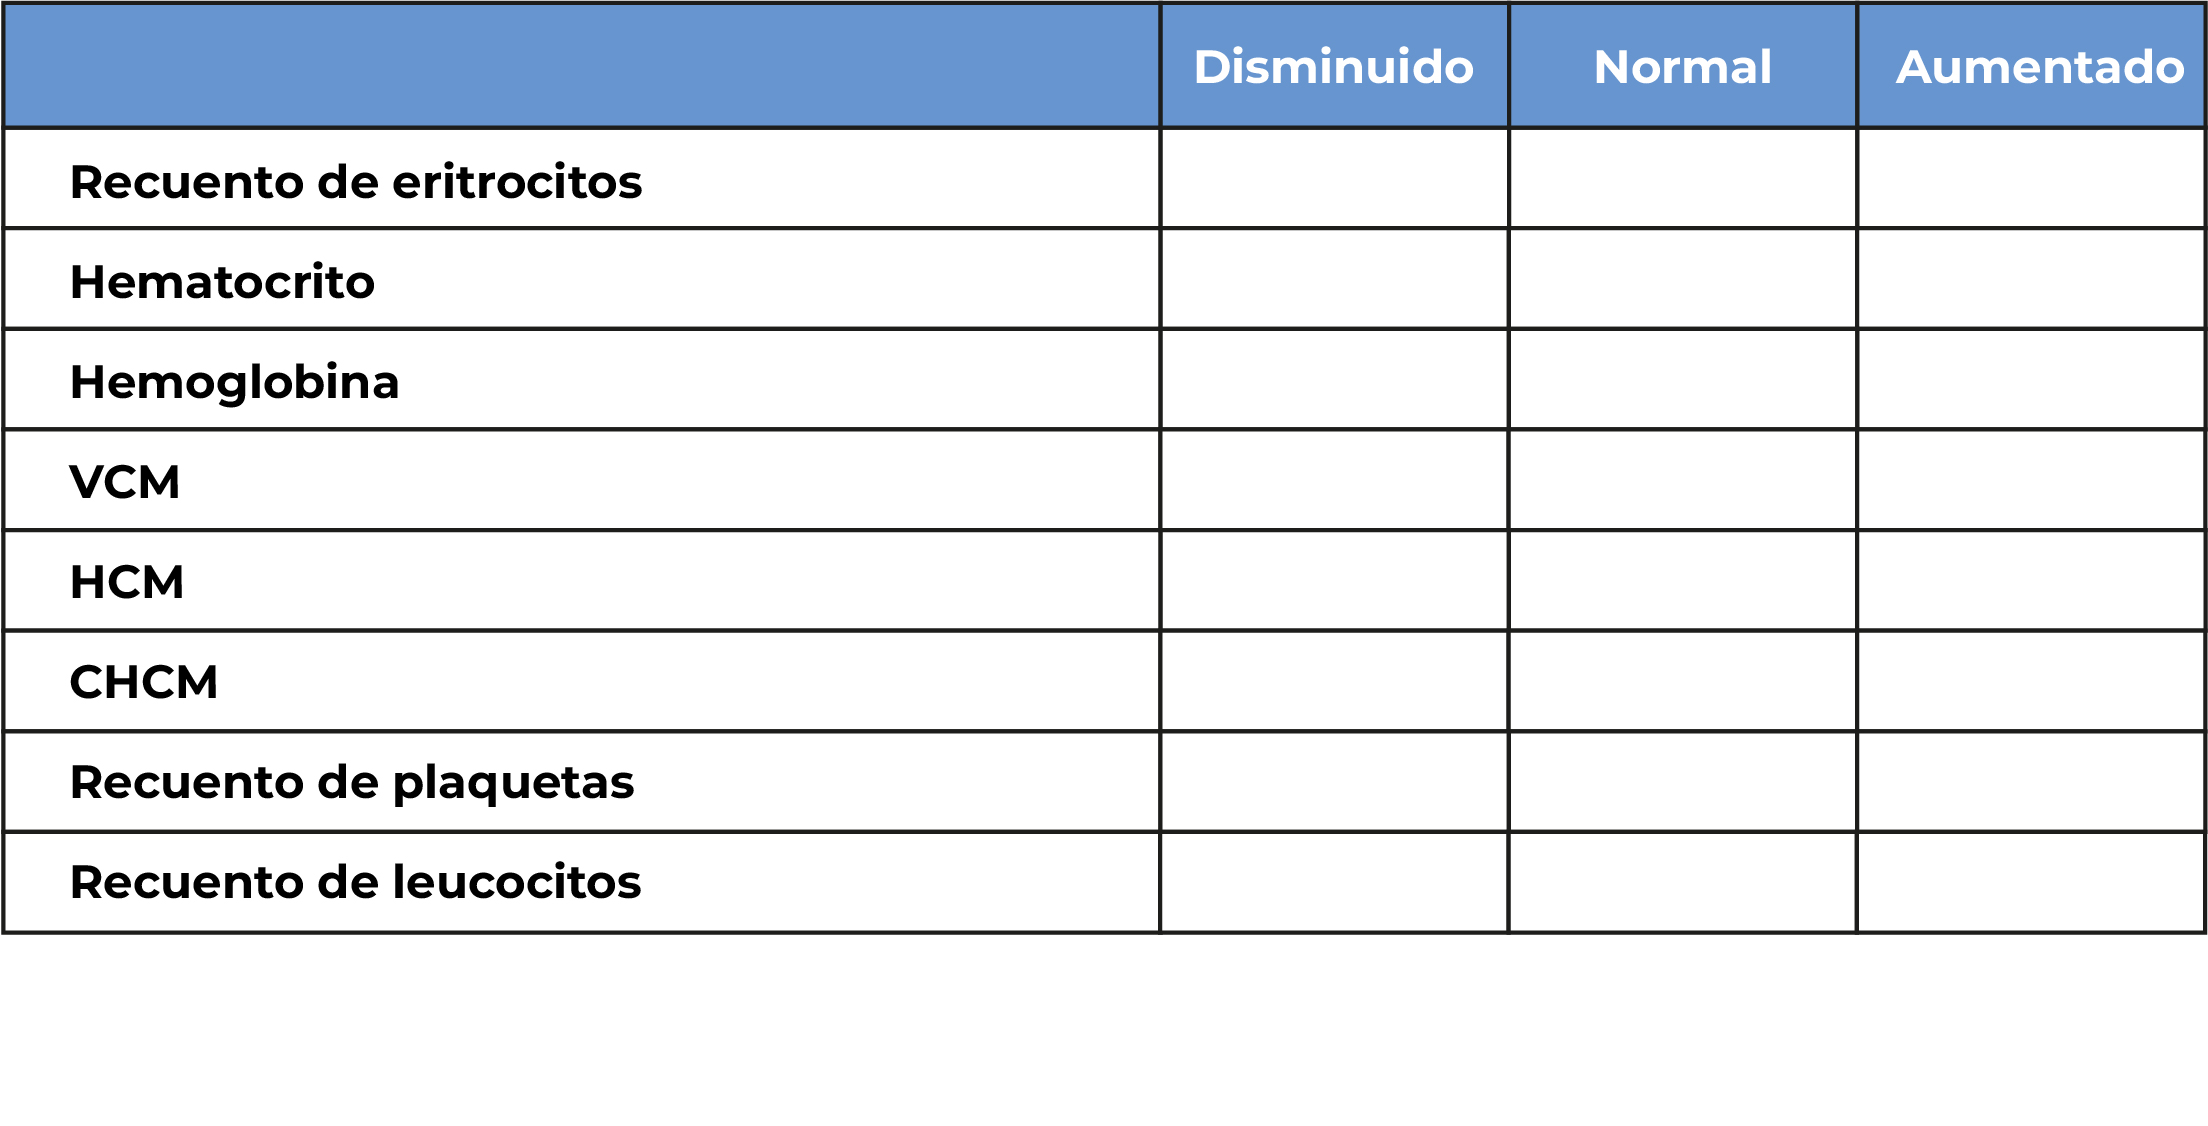 Disminuido Normal Aumentado
Recuento de eritrocitos
Hematocrito
Hemoglobina
VCM
HCM
CHCM
Recuento de plaquetas
Recuento de leucocitos